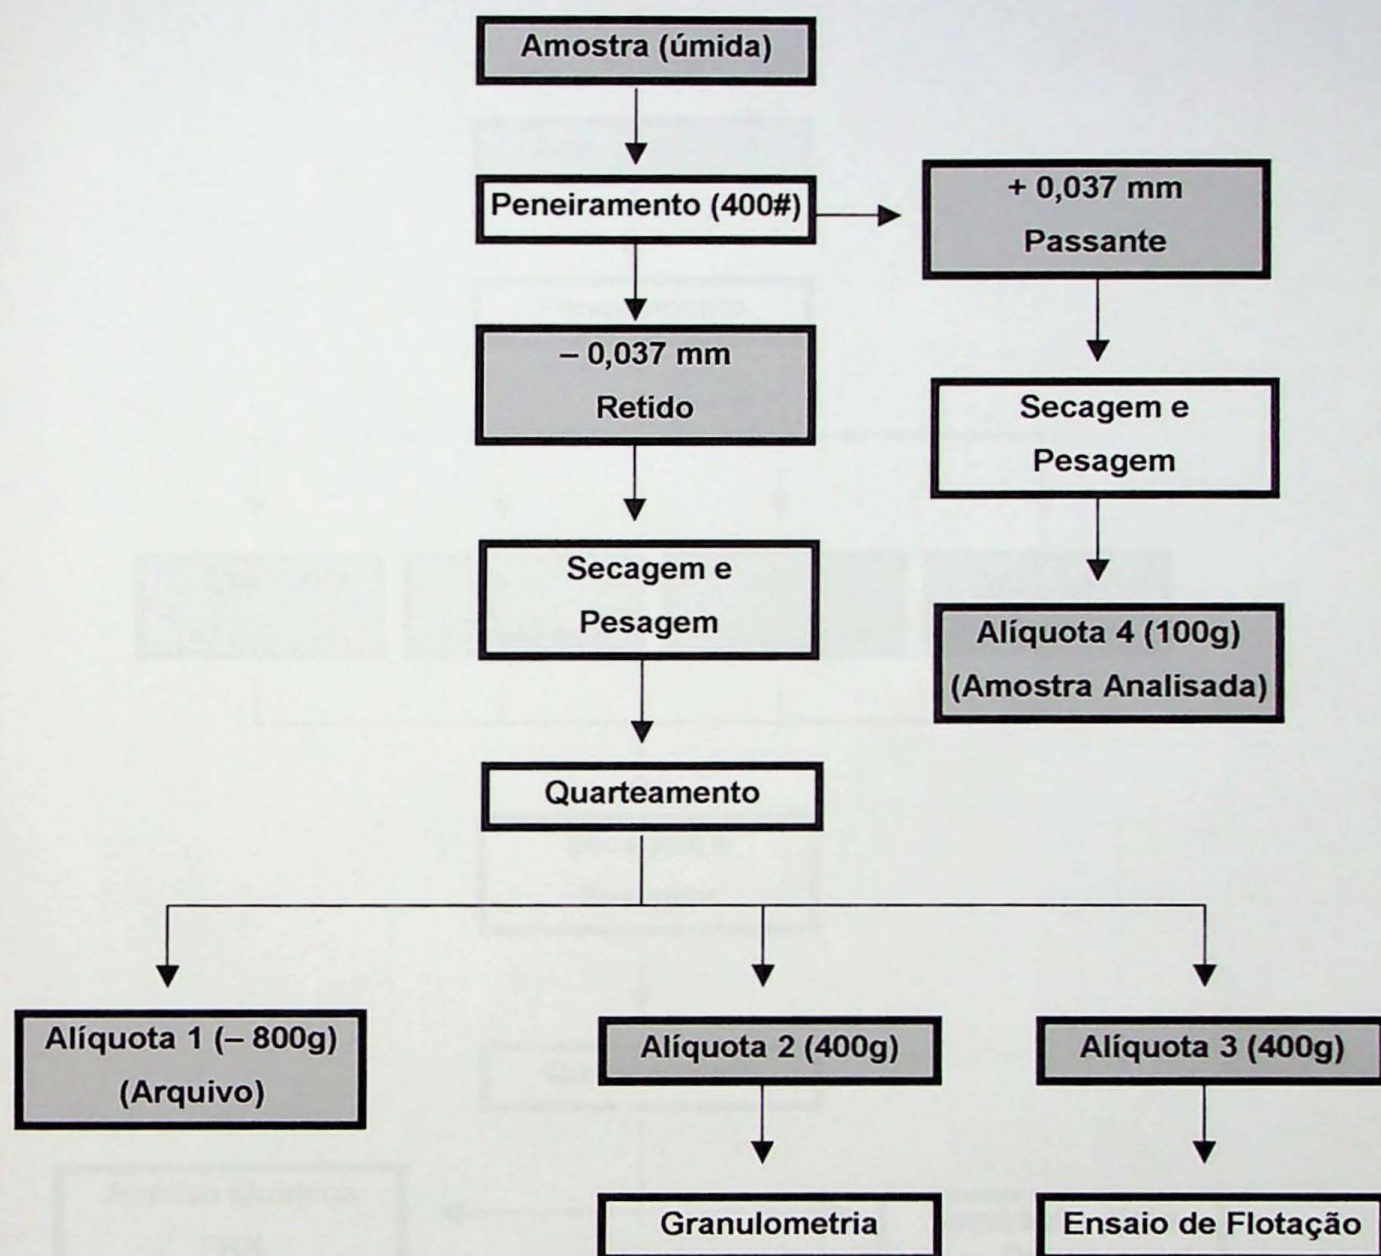 Amostra (úmida)
Peneiramento (400#)
+ 0,037 mm
Passante
– 0,037 mm
Retido
Secagem e
Pesagem
Secagem e
Pesagem
Alíquota 4 (100g)
(Amostra Analisada)
Quarteamento
Alíquota 1 (– 800g)
(Arquivo)
Alíquota 2 (400g)
Alíquota 3 (400g)
Granulometria
Ensaio de Flotação